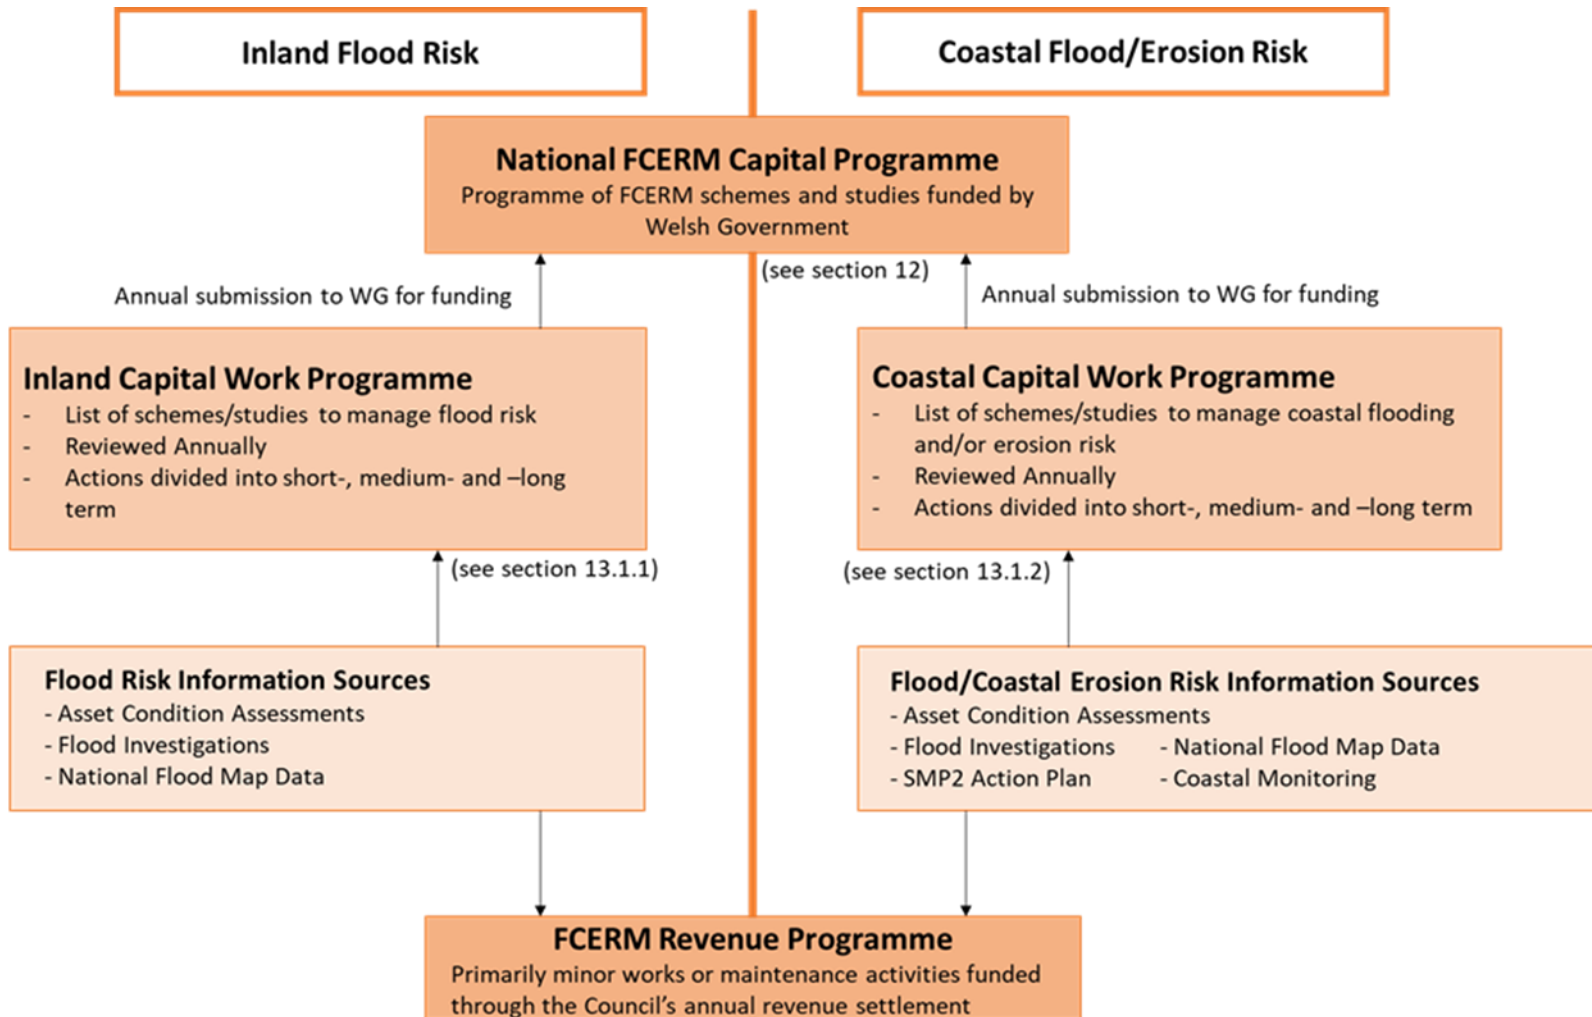 Inland Flood Risk
Coastal Flood/Erosion Risk
National FCERM Capital Programme
Programme of FCERM schemes and studies funded by
Welsh Government
(see section 12)
Annual submission to WG for funding
Annual submission to WG for funding
Inland Capital Work Programme
- List of schemes/studies to manage flood risk
- Reviewed Annually
- Actions divided into short-, medium- and –long
term
Coastal Capital Work Programme
- List of schemes/studies to manage coastal flooding
and/or erosion risk
- Reviewed Annually
- Actions divided into short-, medium- and –long term
(see section 13.1.1)
(see section 13.1.2)
Flood Risk Information Sources
- Asset Condition Assessments
- Flood Investigations
- National Flood Map Data
Flood/Coastal Erosion Risk Information Sources
- Asset Condition Assessments
- Flood Investigations - National Flood Map Data
- SMP2 Action Plan - Coastal Monitoring
FCERM Revenue Programme
Primarily minor works or maintenance activities funded
through the Council’s annual revenue settlement